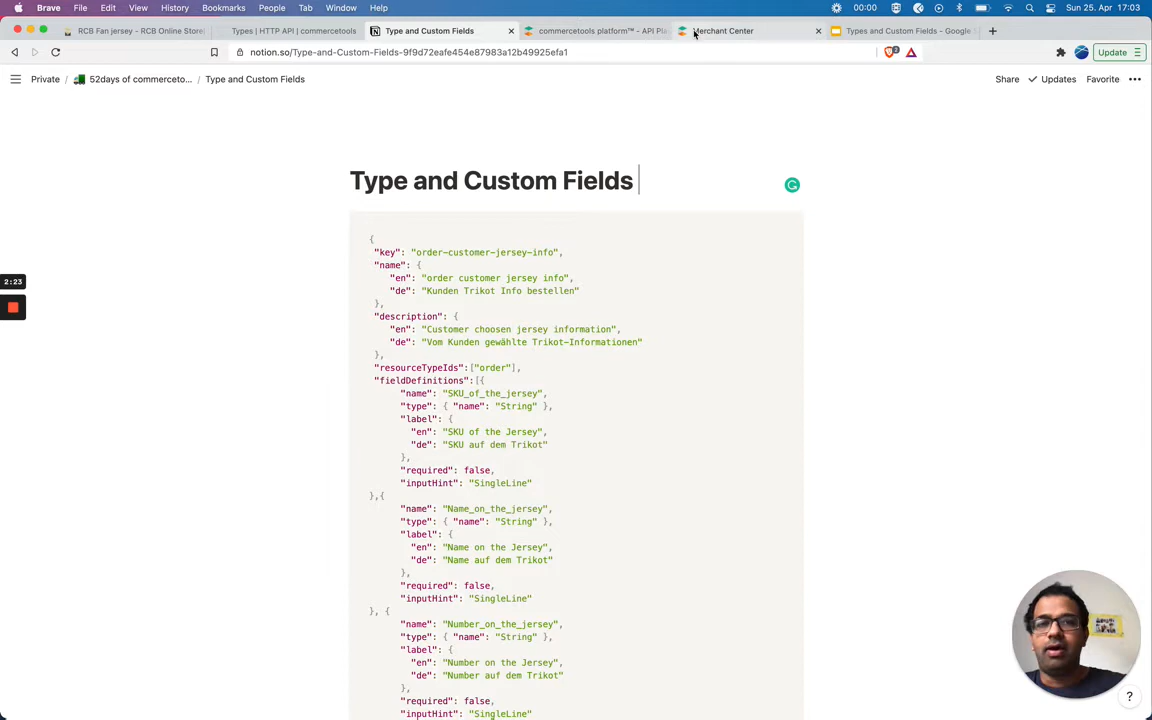 Brave File Edit View History Bookmarks People Tab Window Help 00:00 Sun 25. Apr 17:03
RCB Fan jersey - RCB Online Store Types | HTTP API | commercetools Type and Custom Fields commercetools platform™ - API Pla Merchant Center Types and Custom Fields - Google S
notion.so/Type-and-Custom-Fields-9f9d72eafe454e87983a12b49925efa1 2 Update
Private / 52days of commerceto... / Type and Custom Fields Share Updates Favorite
Type and Custom Fields
{
"key": "order-customer-jersey-info",
"name": {
"en": "order customer jersey info",
"de": "Kunden Trikot Info bestellen"
},
"description": {
"en": "Customer choosen jersey information",
"de": "Vom Kunden gewählte Trikot-Informationen"
},
"resourceTypeIds":["order"],
"fieldDefinitions":[{
"name": "SKU_of_the_jersey",
"type": { "name": "String" },
"label": {
"en": "SKU of the Jersey",
"de": "SKU auf dem Trikot"
},
"required": false,
"inputHint": "SingleLine"
},{
"name": "Name_on_the_jersey",
"type": { "name": "String" },
"label": {
"en": "Name on the Jersey",
"de": "Name auf dem Trikot"
},
"required": false,
"inputHint": "SingleLine"
}, {
"name": "Number_on_the_jersey",
"type": { "name": "String" },
"label": {
"en": "Number on the Jersey",
"de": "Number auf dem Trikot"
},
"required": false,
"inputHint": "SingleLine"
2:23
?